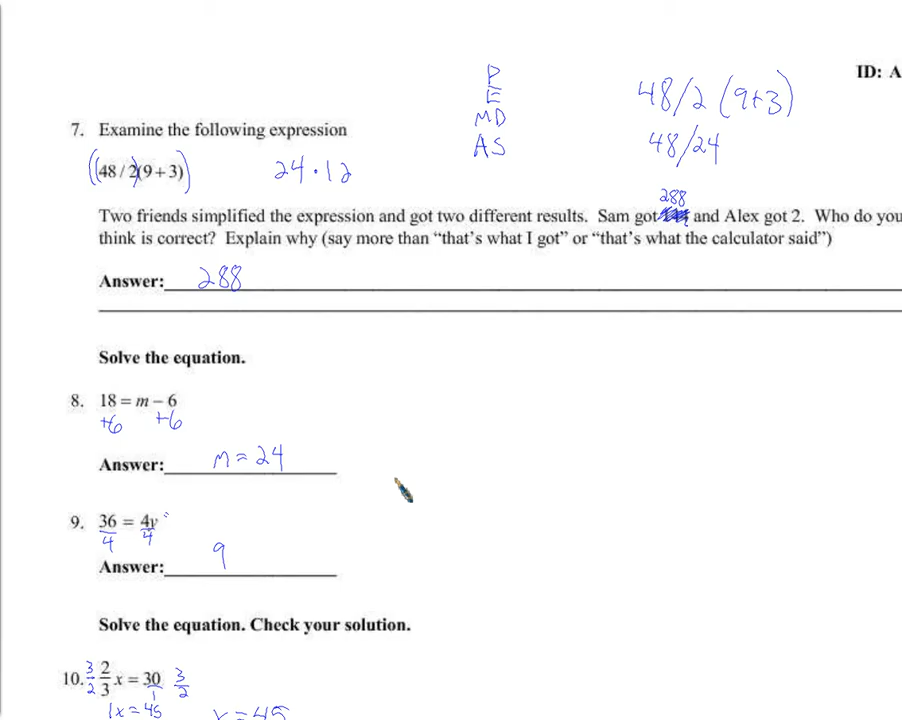 ID: A
P
E
MD
AS
48/2 (9+3)
48/24
7. Examine the following expression
((48 / 2)(9 + 3)) 24 · 12
288
Two friends simplified the expression and got two different results. Sam got and Alex got 2. Who do you
think is correct? Explain why (say more than “that’s what I got” or “that’s what the calculator said”)
Answer: 288
Solve the equation.
8. 18 = m – 6
+6 +6
Answer: m = 24
9. 36 = 4y
4 4
Answer: 9
Solve the equation. Check your solution.
10. 3/2 2/3 x = 30/1 3/2
1x = 45 x = 45